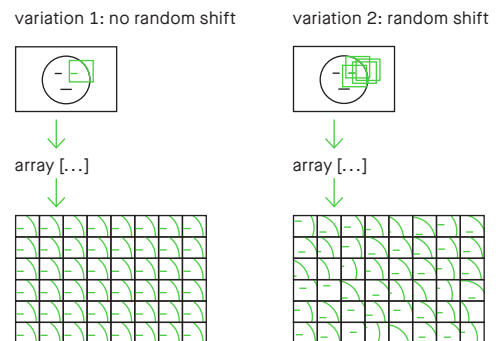 variation 1: no random shift
variation 2: random shift
array [...]
array [...]